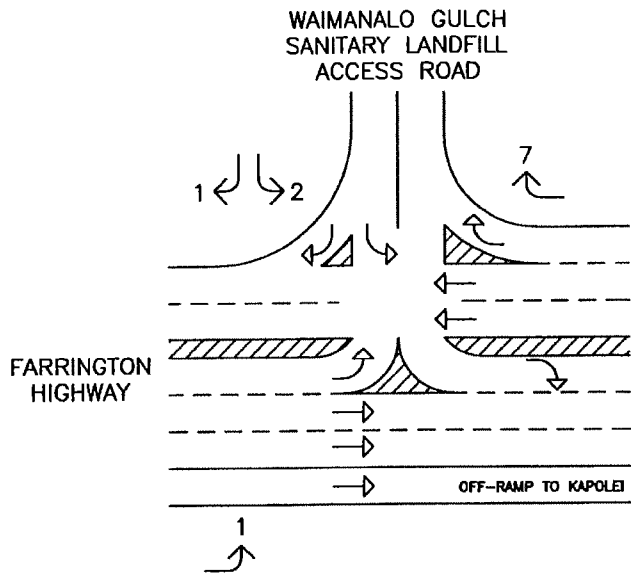 WAIMANALO GULCH
SANITARY LANDFILL
ACCESS ROAD
7
1 2
FARRINGTON
HIGHWAY
OFF-RAMP TO KAPOLEI
1